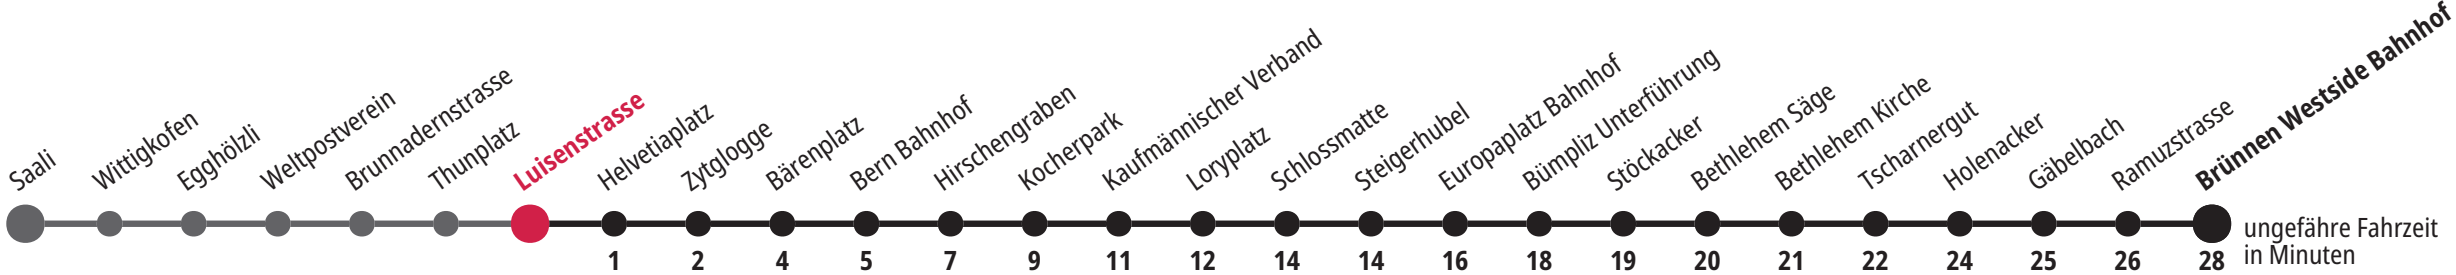 Saali
Wittigkofen
Egghölzli
Weltpostverein
Brunnadernstrasse
Thunplatz
Luisenstrasse
Helvetiaplatz
Zytglogge
Bärenplatz
Bern Bahnhof
Hirschengraben
Kocherpark
Kaufmännischer Verband
Loryplatz
Schlossmatte
Steigerhubel
Europaplatz Bahnhof
Bümpliz Unterführung
Stöckacker
Bethlehem Säge
Bethlehem Kirche
Tscharnergut
Holenacker
Gäbelbach
Ramuzstrasse
Brünnen Westside Bahnhof
1 2 4 5 7 9 11 12 14 14 16 18 19 20 21 22 24 25 26 28
ungefähre Fahrzeit
in Minuten